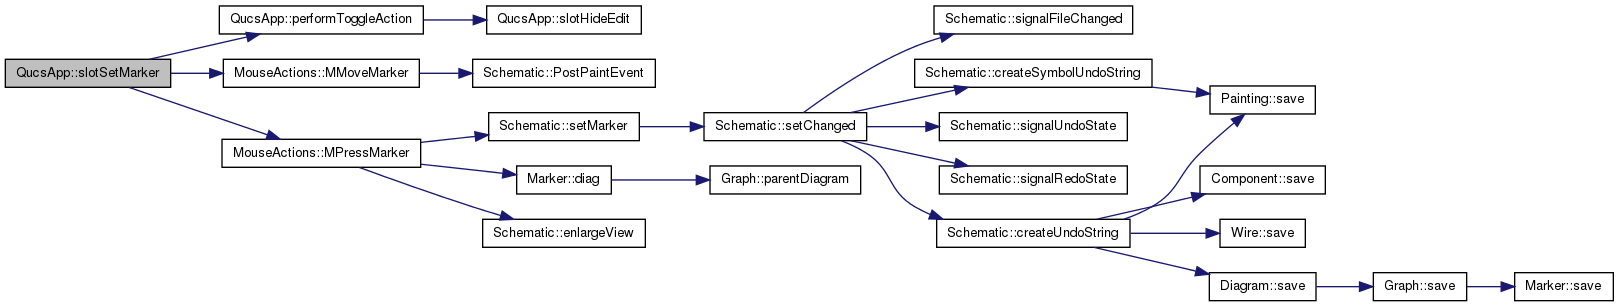 QucsApp::slotSetMarker
QucsApp::performToggleAction
QucsApp::slotHideEdit
MouseActions::MMoveMarker
Schematic::PostPaintEvent
MouseActions::MPressMarker
Schematic::setMarker
Marker::diag
Schematic::enlargeView
Schematic::setChanged
Graph::parentDiagram
Schematic::signalFileChanged
Schematic::createSymbolUndoString
Schematic::signalUndoState
Schematic::signalRedoState
Schematic::createUndoString
Painting::save
Component::save
Wire::save
Diagram::save
Graph::save
Marker::save